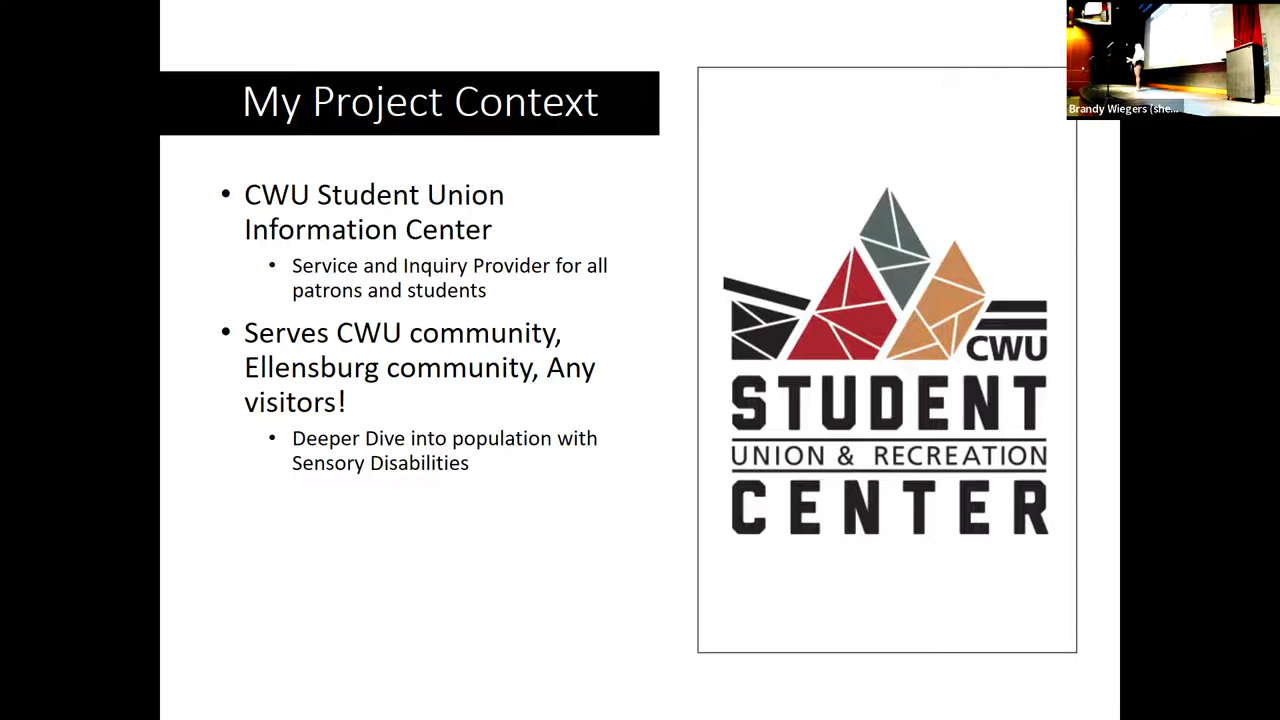 My Project Context
• CWU Student Union
Information Center
• Service and Inquiry Provider for all
patrons and students
• Serves CWU community,
Ellensburg community, Any
visitors!
• Deeper Dive into population with
Sensory Disabilities
CWU
STUDENT
UNION & RECREATION
CENTER
Brandy Wiegers (she...